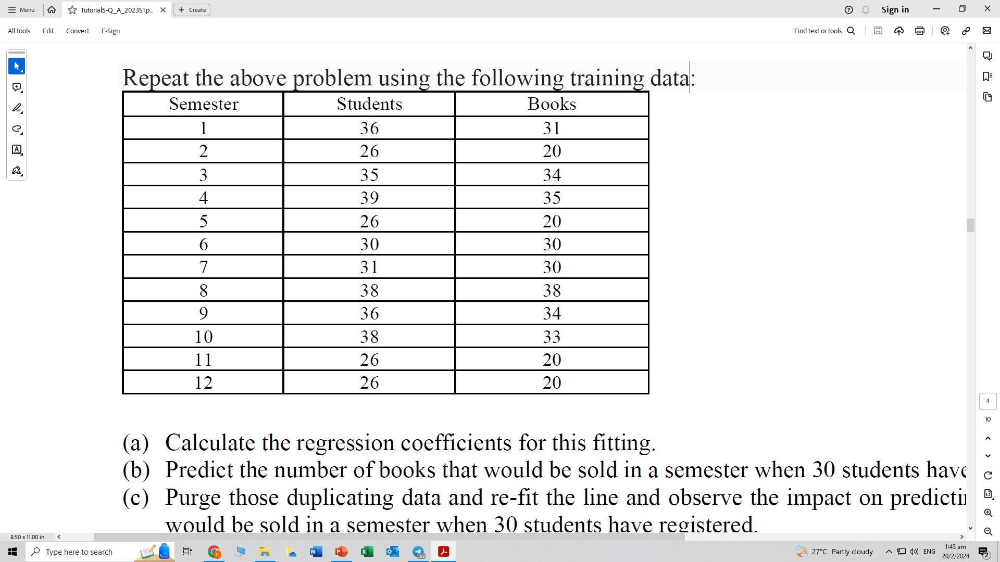 Menu
Tutorial5-Q_A_2023S1.p...
+ Create
Sign in
All tools Edit Convert E-Sign
Find text or tools
Repeat the above problem using the following training data:
Semester Students Books
1 36 31
2 26 20
3 35 34
4 39 35
5 26 20
6 30 30
7 31 30
8 38 38
9 36 34
10 38 33
11 26 20
12 26 20
(a) Calculate the regression coefficients for this fitting.
(b) Predict the number of books that would be sold in a semester when 30 students have
(c) Purge those duplicating data and re-fit the line and observe the impact on
would be sold in a semester when 30 students have registered.
4
10
8.50 x 11.00 in
Type here to search
27°C Partly cloudy
ENG
1:45 am
20/2/2024
2